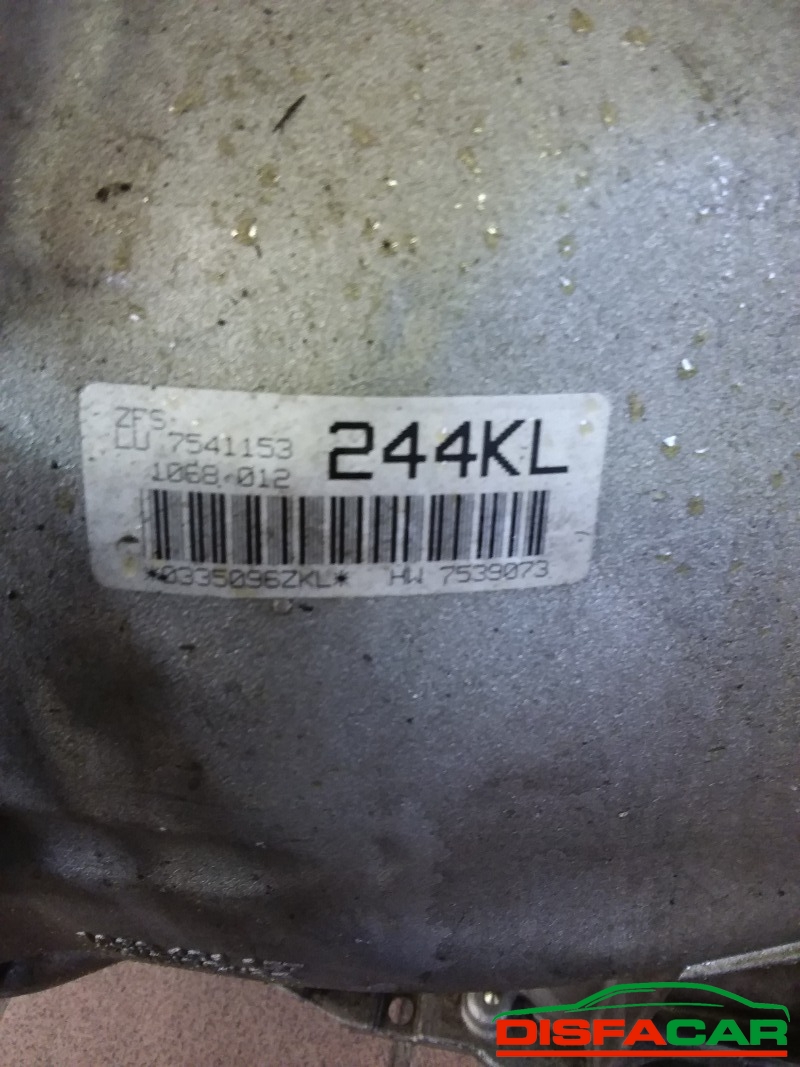 ZFS
LU 7541153
1068 012
244KL
*0335096ZKL* HW 7539073
DISFACAR